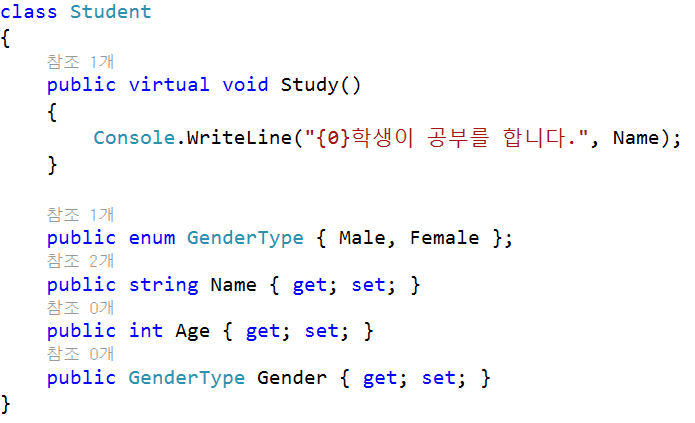 class Student
{
참조 1개
public virtual void Study()
{
Console.WriteLine("{0}학생이 공부를 합니다.", Name);
}
참조 1개
public enum GenderType { Male, Female };
참조 2개
public string Name { get; set; }
참조 0개
public int Age { get; set; }
참조 0개
public GenderType Gender { get; set; }
}